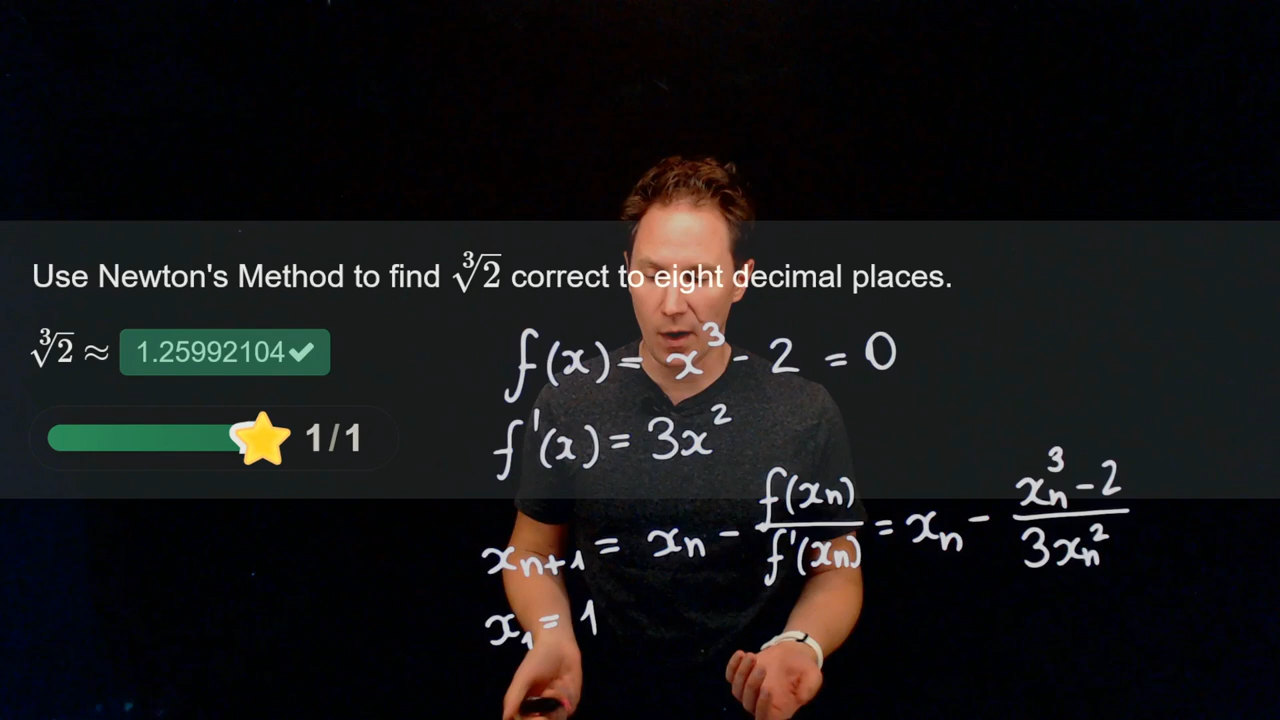 Use Newton's Method to find ∛2 correct to eight decimal places.
∛2 ≈ 1.25992104✔
1/1
f(x) = x³ - 2 = 0
f'(x) = 3x²
xₙ₊₁ = xₙ - f(xₙ)/f'(xₙ) = xₙ - (xₙ³ - 2)/(3xₙ²)
x₁ = 1